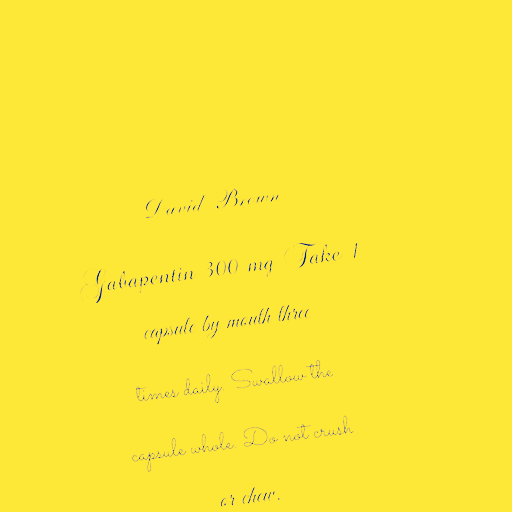 David Brown
Gabapentin 300 mg Take 1
capsule by mouth three
times daily. Swallow the
capsule whole. Do not crush
or chew.